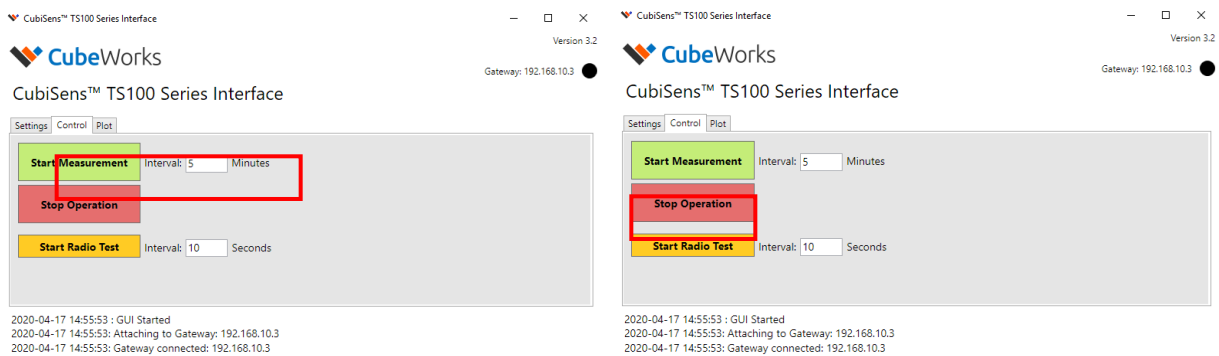 CubiSens™ TS100 Series Interface
Version 3.2
CubeWorks
Gateway: 192.168.10.3
CubiSens™ TS100 Series Interface
Settings Control Plot
Start Measurement Interval: 5 Minutes
Stop Operation
Start Radio Test Interval: 10 Seconds
2020-04-17 14:55:53 : GUI Started
2020-04-17 14:55:53: Attaching to Gateway: 192.168.10.3
2020-04-17 14:55:53: Gateway connected: 192.168.10.3
CubiSens™ TS100 Series Interface
Version 3.2
CubeWorks
Gateway: 192.168.10.3
CubiSens™ TS100 Series Interface
Settings Control Plot
Start Measurement Interval: 5 Minutes
Stop Operation
Start Radio Test Interval: 10 Seconds
2020-04-17 14:55:53 : GUI Started
2020-04-17 14:55:53: Attaching to Gateway: 192.168.10.3
2020-04-17 14:55:53: Gateway connected: 192.168.10.3